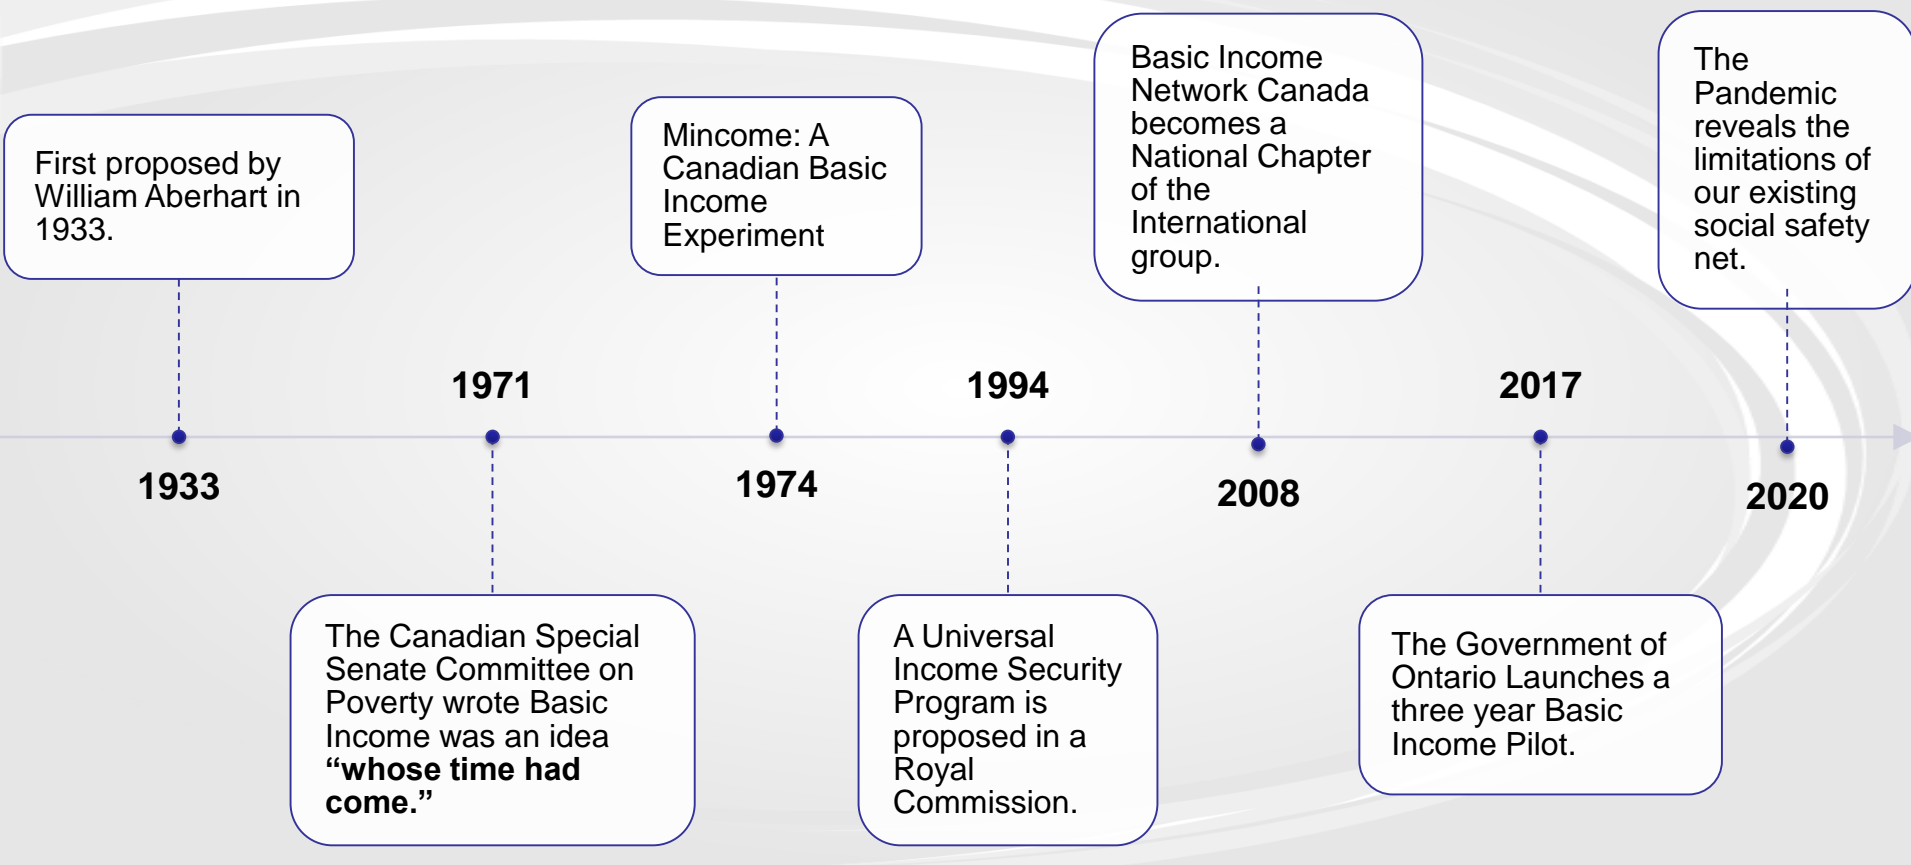 First proposed by
William Aberhart in
1933.
1933
1971
The Canadian Special
Senate Committee on
Poverty wrote Basic
Income was an idea
“whose time had
come.”
Mincome: A
Canadian Basic
Income
Experiment
1974
1994
A Universal
Income Security
Program is
proposed in a
Royal
Commission.
Basic Income
Network Canada
becomes a
National Chapter
of the
International
group.
2008
2017
The Government of
Ontario Launches a
three year Basic
Income Pilot.
The
Pandemic
reveals the
limitations of
our existing
social safety
net.
2020